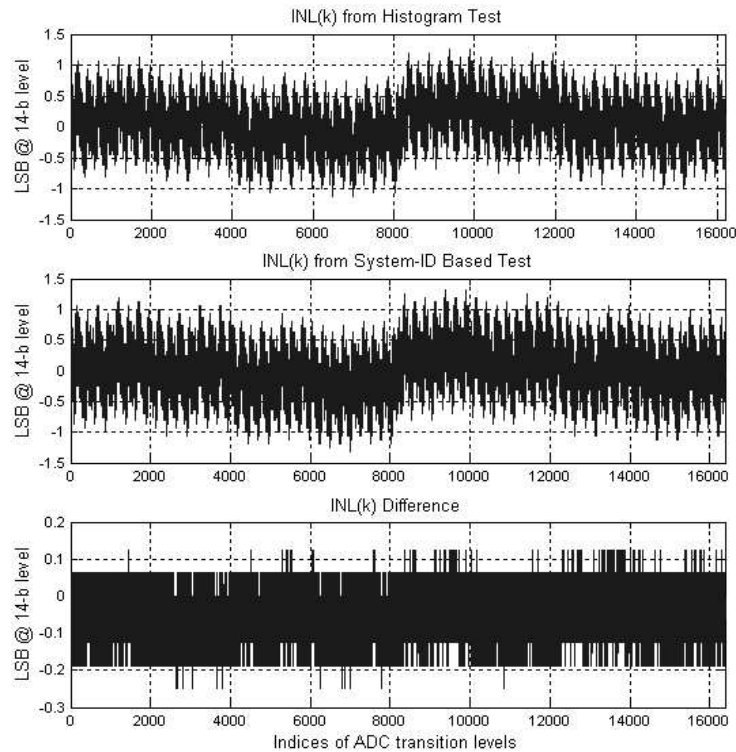 INL(k) from Histogram Test
LSB @ 14-b level
1.5
1
0.5
0
-0.5
-1
-1.5
0 2000 4000 6000 8000 10000 12000 14000 16000
INL(k) from System-ID Based Test
LSB @ 14-b level
1.5
1
0.5
0
-0.5
-1
-1.5
0 2000 4000 6000 8000 10000 12000 14000 16000
INL(k) Difference
LSB @ 14-b level
0.2
0.1
0
-0.1
-0.2
-0.3
0 2000 4000 6000 8000 10000 12000 14000 16000
Indices of ADC transition levels